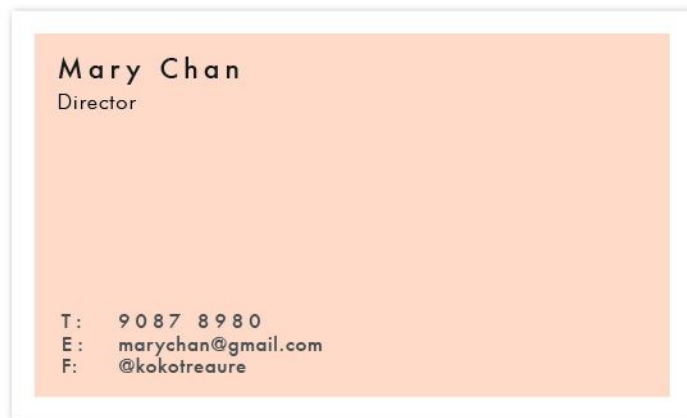 Mary Chan
Director
T: 9087 8980
E: marychan@gmail.com
F: @kokotreaure